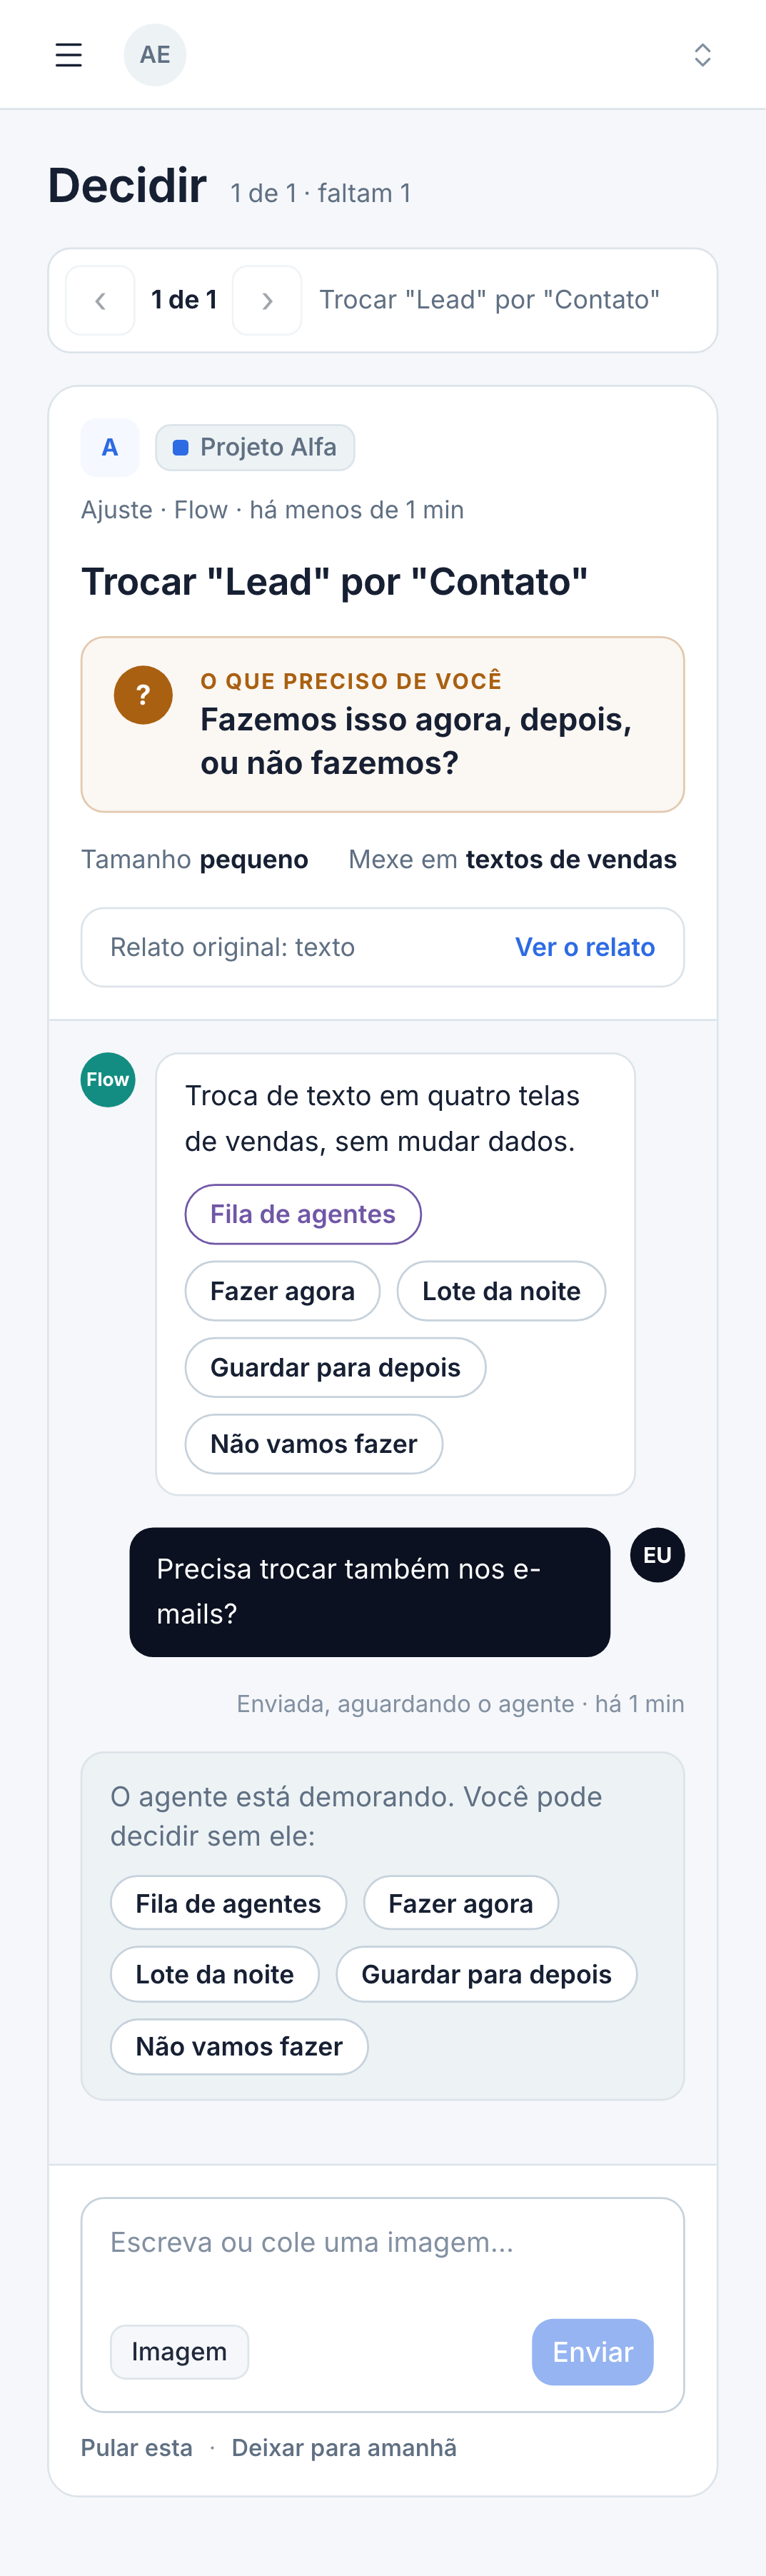 AE
Decidir 1 de 1 · faltam 1
‹ 1 de 1 › Trocar "Lead" por "Contato"
A Projeto Alfa
Ajuste · Flow · há menos de 1 min
Trocar "Lead" por "Contato"
? O QUE PRECISO DE VOCÊ
Fazemos isso agora, depois,
ou não fazemos?
Tamanho pequeno Mexe em textos de vendas
Relato original: texto Ver o relato
Flow
Troca de texto em quatro telas
de vendas, sem mudar dados.
Fila de agentes
Fazer agora Lote da noite
Guardar para depois
Não vamos fazer
Precisa trocar também nos e-
mails?
EU
Enviada, aguardando o agente · há 1 min
O agente está demorando. Você pode
decidir sem ele:
Fila de agentes Fazer agora
Lote da noite Guardar para depois
Não vamos fazer
Escreva ou cole uma imagem...
Imagem Enviar
Pular esta · Deixar para amanhã